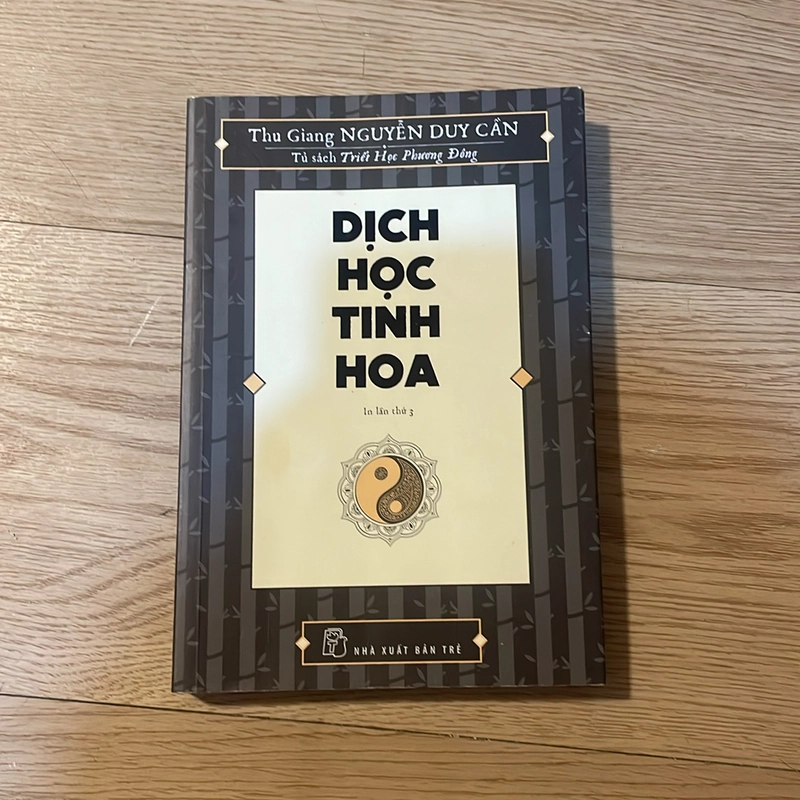 Thu Giang NGUYỄN DUY CẦN
Tủ sách Triết Học Phương Đông
DỊCH
HỌC
TINH
HOA
In lần thứ 3
NHÀ XUẤT BẢN TRẺ